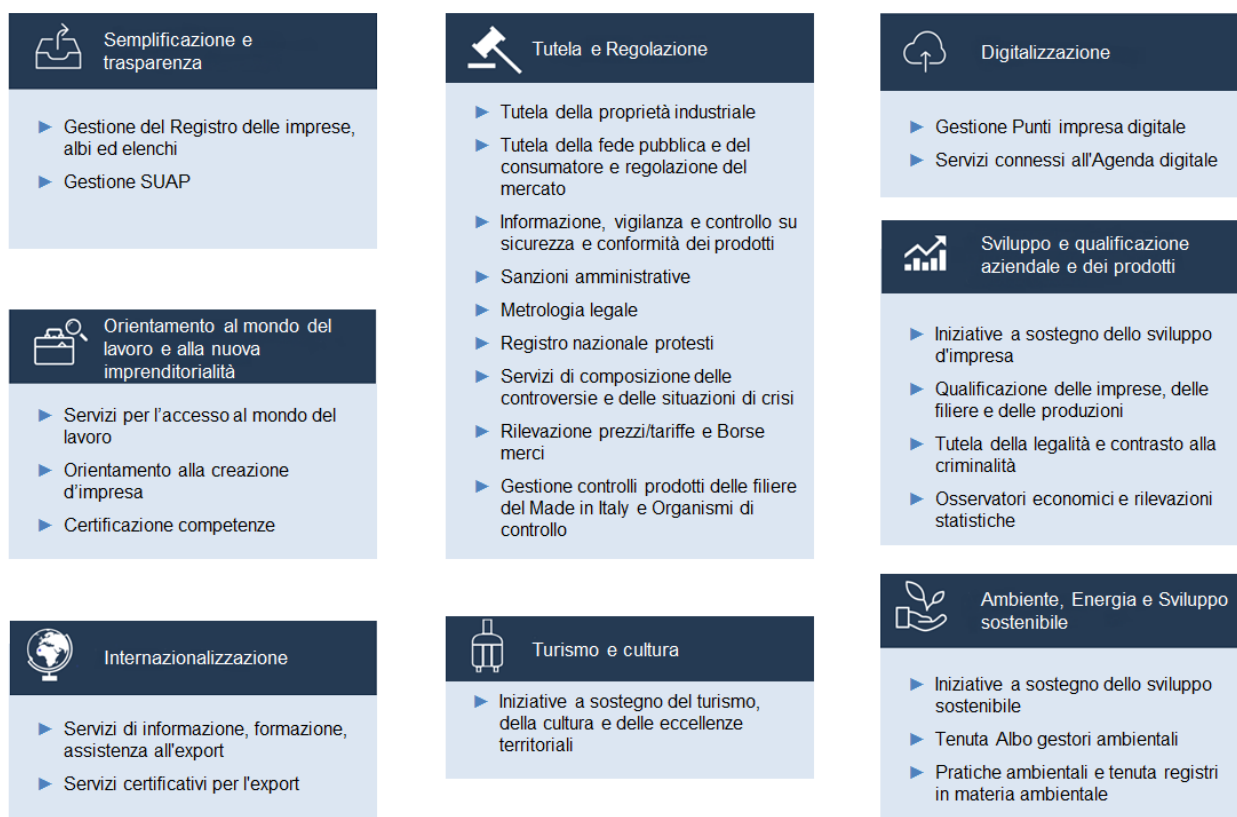 Semplificazione e
trasparenza
Gestione del Registro delle imprese,
albi ed elenchi
Gestione SUAP
Orientamento al mondo del
lavoro e alla nuova
imprenditorialità
Servizi per l’accesso al mondo del
lavoro
Orientamento alla creazione
d’impresa
Certificazione competenze
Internazionalizzazione
Servizi di informazione, formazione,
assistenza all'export
Servizi certificativi per l'export
Tutela e Regolazione
Tutela della proprietà industriale
Tutela della fede pubblica e del
consumatore e regolazione del
mercato
Informazione, vigilanza e controllo su
sicurezza e conformità dei prodotti
Sanzioni amministrative
Metrologia legale
Registro nazionale protesti
Servizi di composizione delle
controversie e delle situazioni di crisi
Rilevazione prezzi/tariffe e Borse
merci
Gestione controlli prodotti delle filiere
del Made in Italy e Organismi di
controllo
Turismo e cultura
Iniziative a sostegno del turismo,
della cultura e delle eccellenze
territoriali
Digitalizzazione
Gestione Punti impresa digitale
Servizi connessi all'Agenda digitale
Sviluppo e qualificazione
aziendale e dei prodotti
Iniziative a sostegno dello sviluppo
d'impresa
Qualificazione delle imprese, delle
filiere e delle produzioni
Tutela della legalità e contrasto alla
criminalità
Osservatori economici e rilevazioni
statistiche
Ambiente, Energia e Sviluppo
sostenibile
Iniziative a sostegno dello sviluppo
sostenibile
Tenuta Albo gestori ambientali
Pratiche ambientali e tenuta registri
in materia ambientale